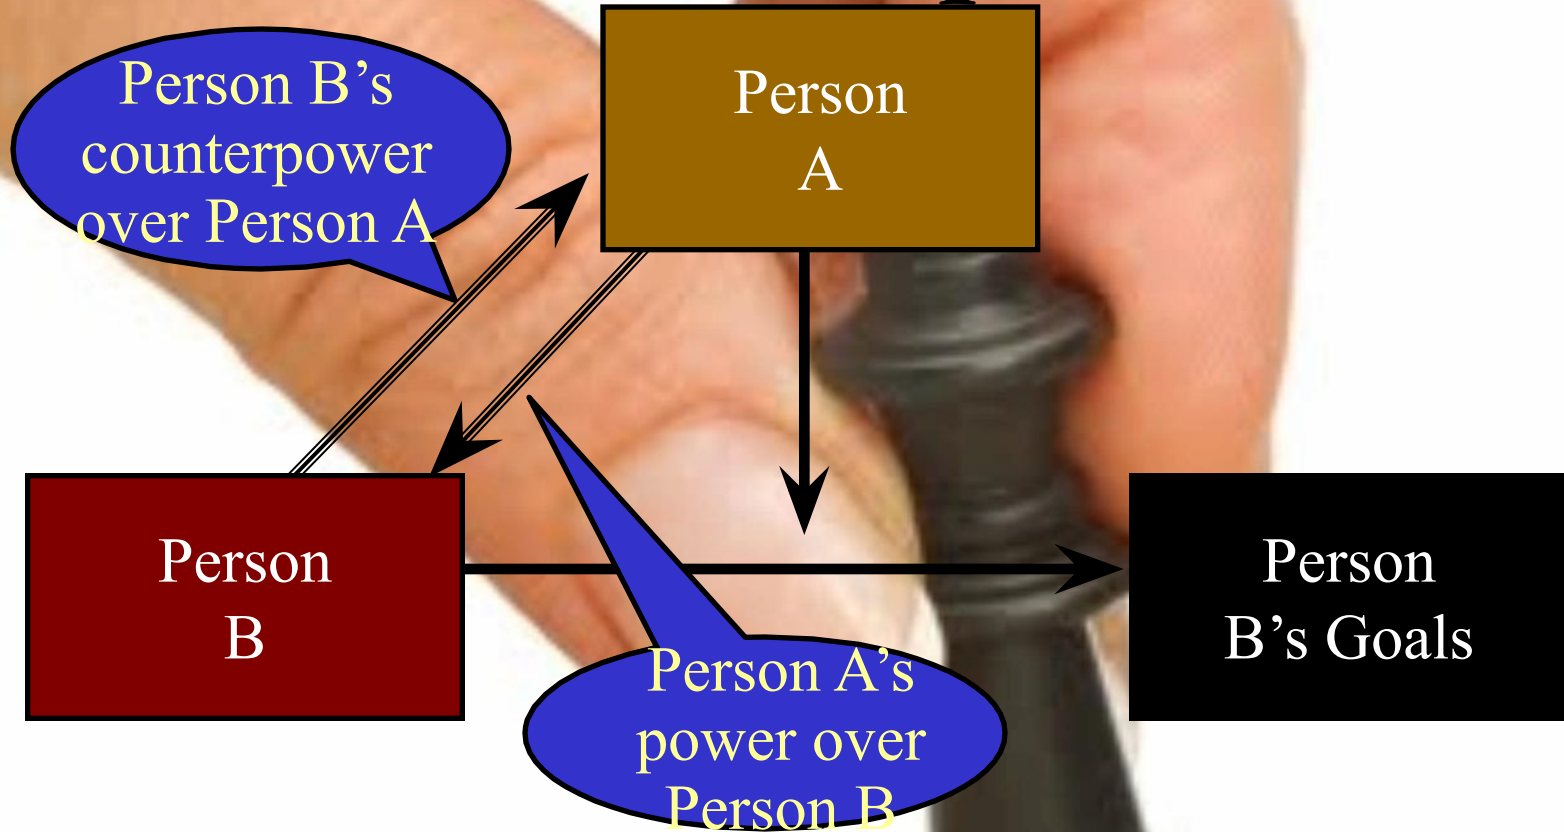 Person B’s
counterpower
over Person A
Person
A
Person
B
Person
B’s Goals
Person A’s
power over
Person B